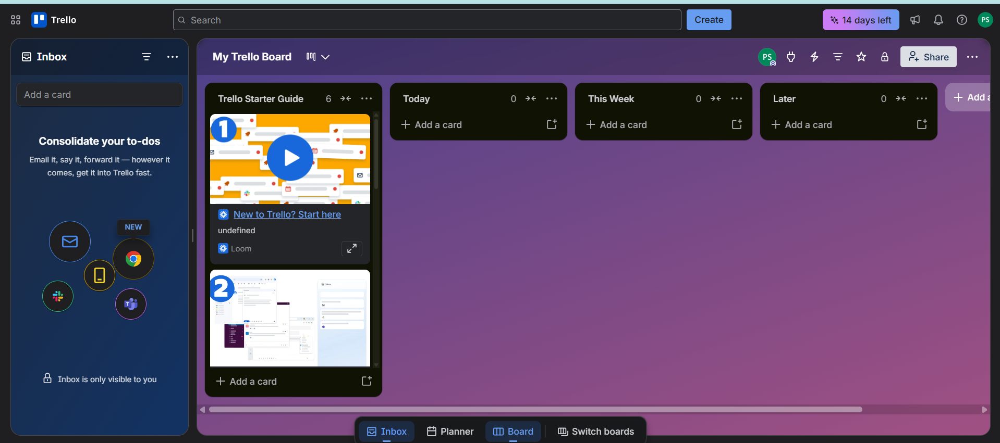 Trello
Search
Create
14 days left
PS
Inbox
Add a card
Consolidate your to-dos
Email it, say it, forward it — however it
comes, get it into Trello fast.
NEW
Inbox is only visible to you
My Trello Board
PS
Share
Trello Starter Guide 6
1
New to Trello? Start here
undefined
Loom
2
Inbox
Add a card
Today 0
Add a card
This Week 0
Add a card
Later 0
Add a card
Add a
Inbox
Planner
Board
Switch boards